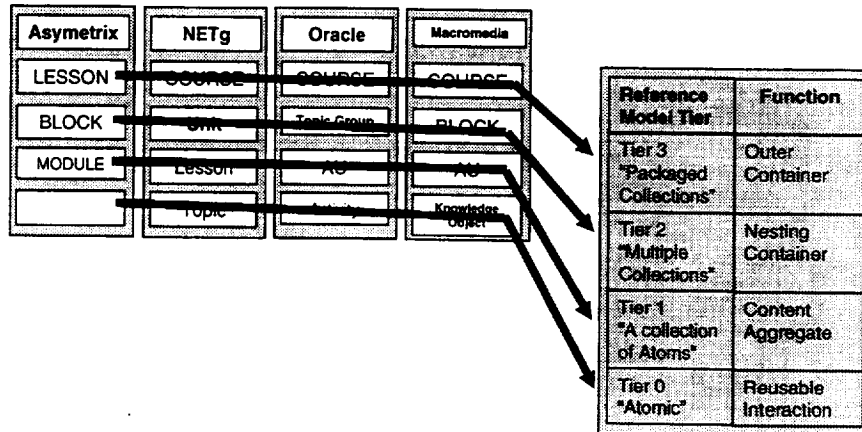 Asymetrix
LESSON
BLOCK
MODULE
NETg
COURSE
Unit
Lesson
Topic
Oracle
COURSE
Topic Group
AU
Activity
Macromedia
COURSE
BLOCK
AU
Knowledge
Object
Reference
Model Tier
Function
Tier 3
"Packaged
Collections"
Outer
Container
Tier 2
"Multiple
Collections"
Nesting
Container
Tier 1
"A collection
of Atoms"
Content
Aggregate
Tier 0
"Atomic"
Reusable
Interaction